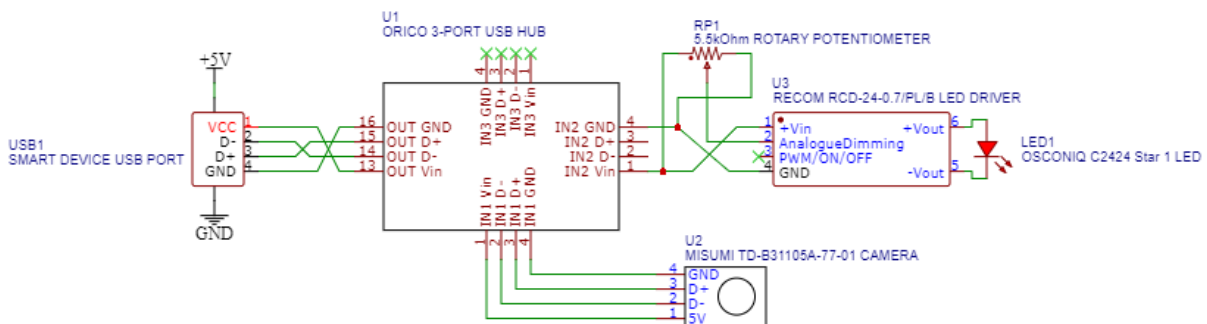 U1
ORICO 3-PORT USB HUB
RP1
5.5kOhm ROTARY POTENTIOMETER
+5V
4 3 2 1
IN3 GND
IN3 D+
IN3 D-
IN3 Vin
U3
RECOM RCD-24-0.7/PL/B LED DRIVER
USB1
SMART DEVICE USB PORT
VCC 1
D- 2
D+ 3
GND 4
16 OUT GND
15 OUT D+
14 OUT D-
13 OUT Vin
IN2 GND 4
IN2 D+ 3
IN2 D- 2
IN2 Vin 1
1 +Vin
2 AnalogueDimming
3 PWM/ON/OFF
4 GND
+Vout 6
-Vout 5
LED1
OSCONIQ C2424 Star 1 LED
GND
IN1 Vin
IN1 D-
IN1 D+
IN1 GND
1 2 3 4
U2
MISUMI TD-B31105A-77-01 CAMERA
4 GND
3 D+
2 D-
1 5V